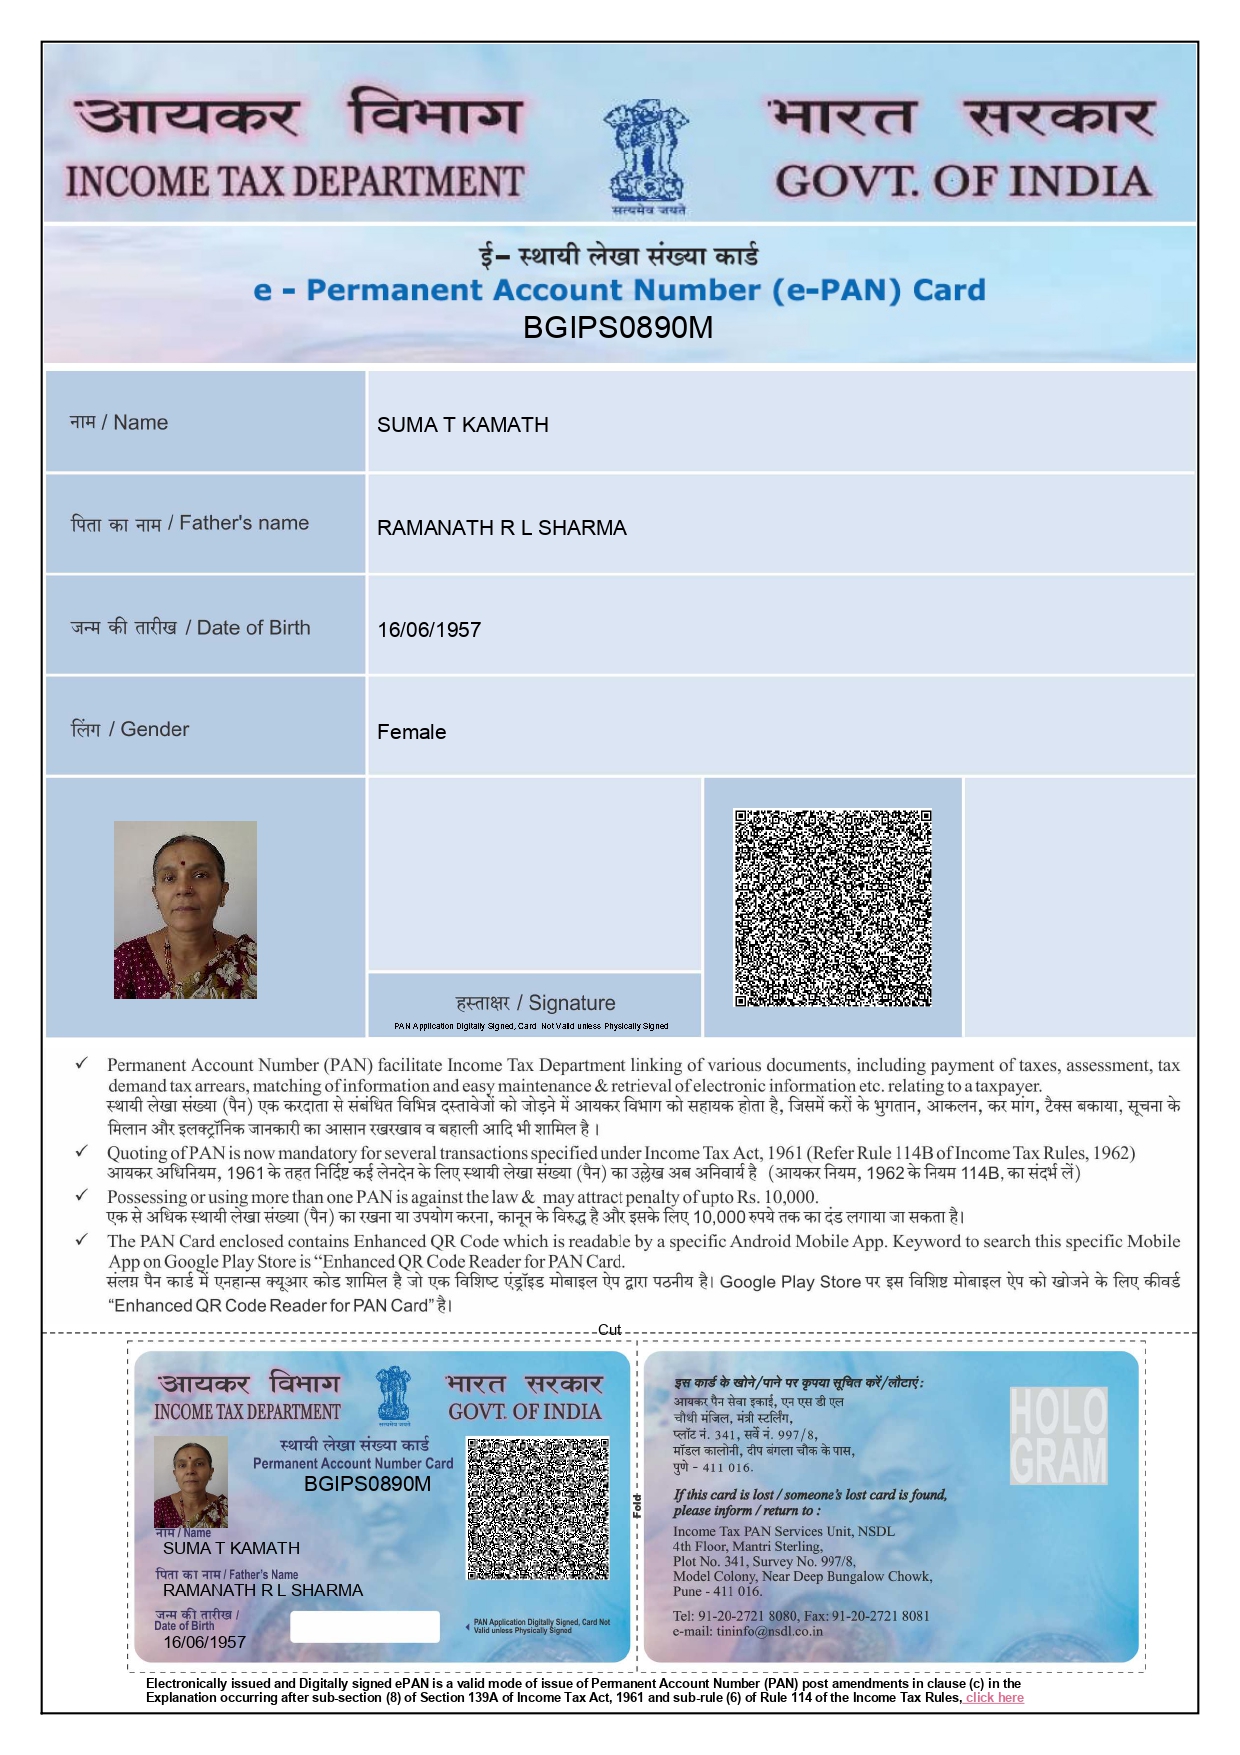 आयकर विभाग
INCOME TAX DEPARTMENT
सत्यमेव जयते
भारत सरकार
GOVT. OF INDIA
ई- स्थायी लेखा संख्या कार्ड
e - Permanent Account Number (e-PAN) Card
BGIPS0890M
नाम / Name
SUMA T KAMATH
पिता का नाम / Father's name
RAMANATH R L SHARMA
जन्म की तारीख / Date of Birth
16/06/1957
लिंग / Gender
Female
हस्ताक्षर / Signature
PAN Application Digitally Signed, Card Not Valid unless Physically Signed
✓ Permanent Account Number (PAN) facilitate Income Tax Department linking of various documents, including payment of taxes, assessment, tax
demand tax arrears, matching of information and easy maintenance & retrieval of electronic information etc. relating to a taxpayer.
स्थायी लेखा संख्या (पैन) एक करदाता से संबंधित विभिन्न दस्तावेजों को जोड़ने में आयकर विभाग को सहायक होता है, जिसमें करों के भुगतान, आकलन, कर मांग, टैक्स बकाया, सूचना के
मिलान और इलक्ट्रॉनिक जानकारी का आसान रखरखाव व बहाली आदि भी शामिल है ।
✓ Quoting of PAN is now mandatory for several transactions specified under Income Tax Act, 1961 (Refer Rule 114B of Income Tax Rules, 1962)
आयकर अधिनियम, 1961 के तहत निर्दिष्ट कई लेनदेन के लिए स्थायी लेखा संख्या (पैन) का उल्लेख अब अनिवार्य है (आयकर नियम, 1962 के नियम 114B, का संदर्भ लें)
✓ Possessing or using more than one PAN is against the law & may attract penalty of upto Rs. 10,000.
एक से अधिक स्थायी लेखा संख्या (पैन) का रखना या उपयोग करना, कानून के विरुद्ध है और इसके लिए 10,000 रुपये तक का दंड लगाया जा सकता है।
✓ The PAN Card enclosed contains Enhanced QR Code which is readable by a specific Android Mobile App. Keyword to search this specific Mobile
App on Google Play Store is “Enhanced QR Code Reader for PAN Card.
संलग्न पैन कार्ड में एनहान्स क्यूआर कोड शामिल है जो एक विशिष्ट एंड्रॉइड मोबाइल ऐप द्वारा पठनीय है। Google Play Store पर इस विशिष्ट मोबाइल ऐप को खोजने के लिए कीवर्ड
“Enhanced QR Code Reader for PAN Card” है।
Cut
आयकर विभाग
INCOME TAX DEPARTMENT
सत्यमेव जयते
भारत सरकार
GOVT. OF INDIA
स्थायी लेखा संख्या कार्ड
Permanent Account Number Card
BGIPS0890M
नाम / Name
SUMA T KAMATH
पिता का नाम / Father's Name
RAMANATH R L SHARMA
जन्म की तारीख /
Date of Birth
16/06/1957
PAN Application Digitally Signed, Card Not
Valid unless Physically Signed
Fold
इस कार्ड के खोने/पाने पर कृपया सूचित करें/लौटाएं :
आयकर पैन सेवा इकाई, एन एस डी एल
चौथी मंजिल, मंत्री स्टर्लिंग,
प्लॉट नं. 341, सर्वे नं. 997/8,
मॉडल कालोनी, दीप बंगला चौक के पास,
पुणे - 411 016.
HOLO
GRAM
If this card is lost / someone's lost card is found,
please inform / return to :
Income Tax PAN Services Unit, NSDL
4th Floor, Mantri Sterling,
Plot No. 341, Survey No. 997/8,
Model Colony, Near Deep Bungalow Chowk,
Pune - 411 016.
Tel: 91-20-2721 8080, Fax: 91-20-2721 8081
e-mail: tininfo@nsdl.co.in
Electronically issued and Digitally signed ePAN is a valid mode of issue of Permanent Account Number (PAN) post amendments in clause (c) in the
Explanation occurring after sub-section (8) of Section 139A of Income Tax Act, 1961 and sub-rule (6) of Rule 114 of the Income Tax Rules, click here